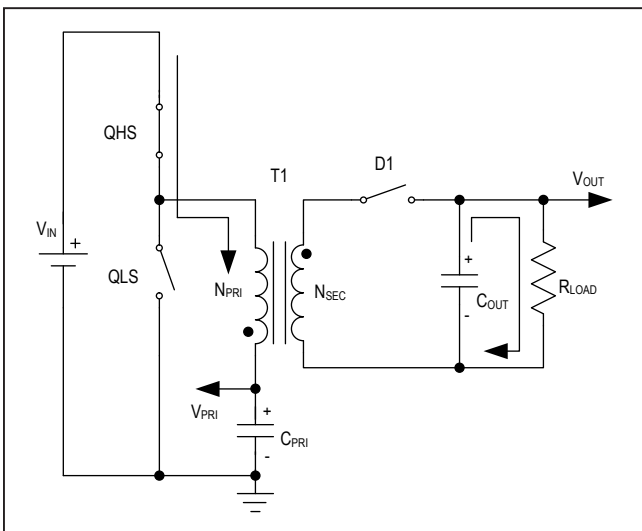 QHS
T1
D1
VOUT
VIN
+
QLS
NPRI
NSEC
+
COUT
-
RLOAD
VPRI
+
CPRI
-